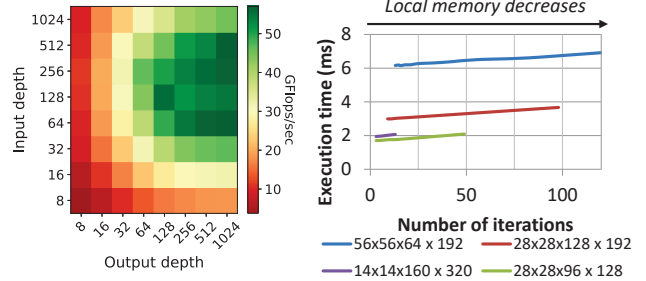 Local memory decreases
1024
512
256
128
64
32
16
8
Input depth
8 16 32 64 128 256 512 1024
Output depth
50
40
30
20
10
GFlops/sec
Execution time (ms)
8
6
4
2
0
0 50 100
Number of iterations
56x56x64 x 192
28x28x128 x 192
14x14x160 x 320
28x28x96 x 128